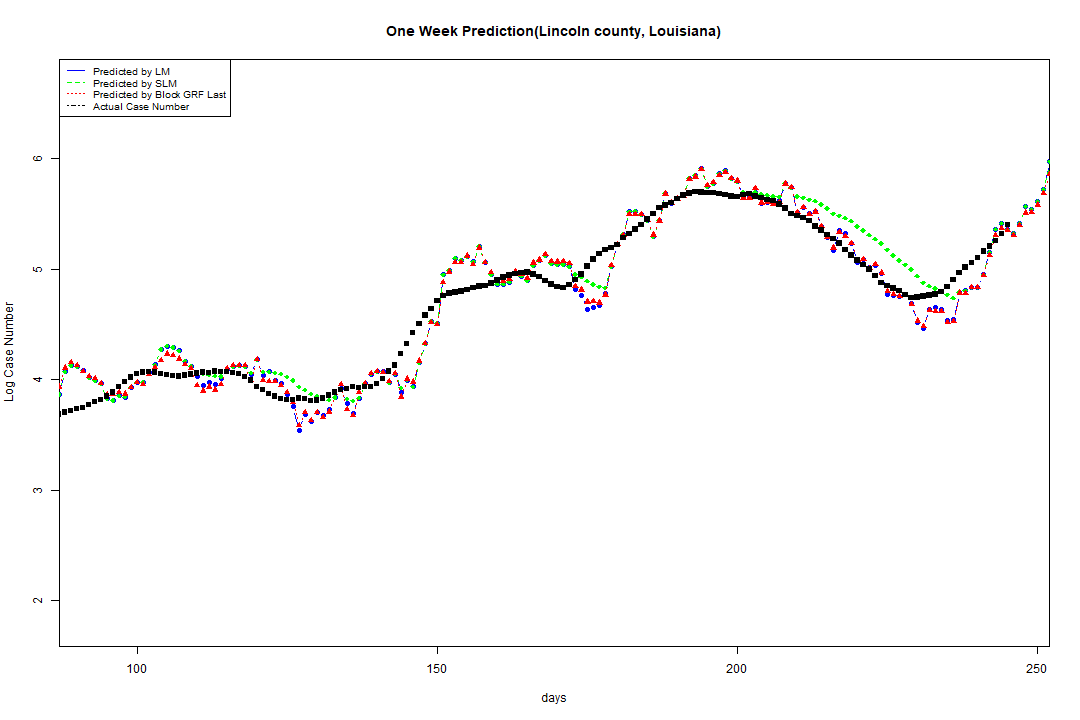 One Week Prediction(Lincoln county, Louisiana)
Predicted by LM
Predicted by SLM
Predicted by Block GRF Last
Actual Case Number
6
5
4
3
2
Log Case Number
100 150 200 250
days